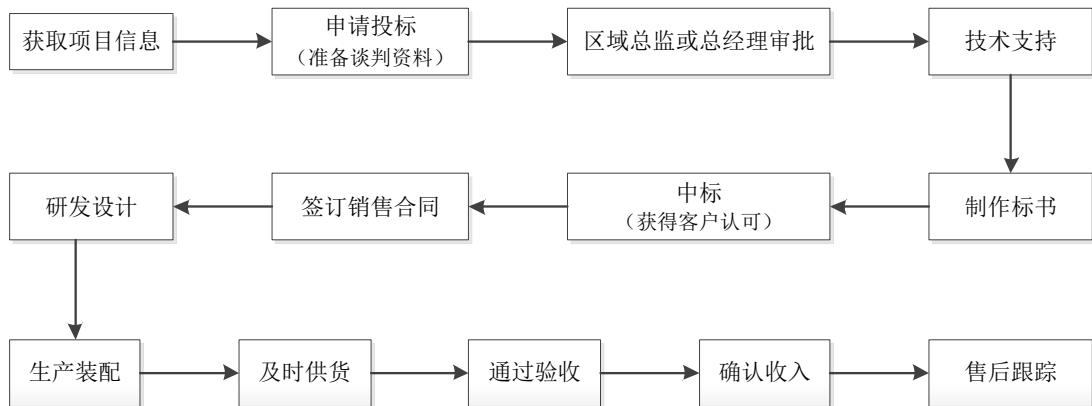 获取项目信息
申请投标
（准备谈判资料）
区域总监或总经理审批
技术支持
制作标书
中标
（获得客户认可）
签订销售合同
研发设计
生产装配
及时供货
通过验收
确认收入
售后跟踪